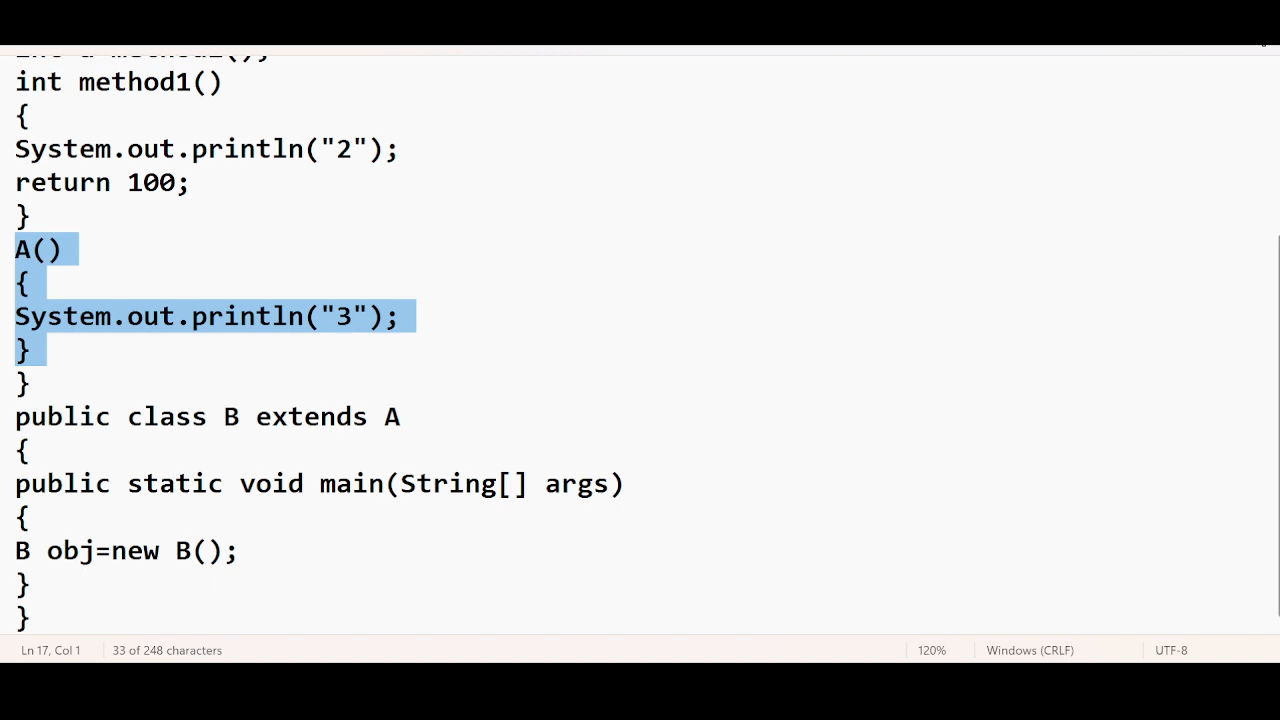 int method1()
{
System.out.println("2");
return 100;
}
A()
{
System.out.println("3");
}
}
public class B extends A
{
public static void main(String[] args)
{
B obj=new B();
}
}
Ln 17, Col 1 33 of 248 characters 120% Windows (CRLF) UTF-8